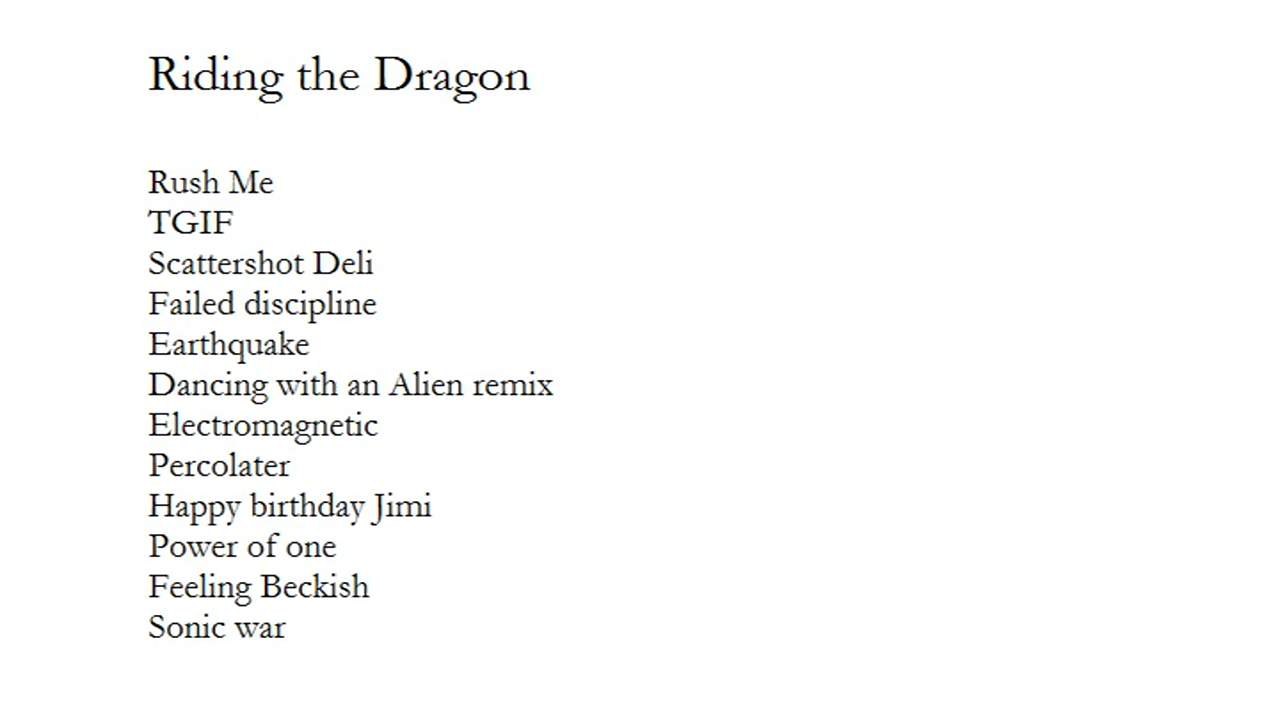 Riding the Dragon
Rush Me
TGIF
Scattershot Deli
Failed discipline
Earthquake
Dancing with an Alien remix
Electromagnetic
Percolater
Happy birthday Jimi
Power of one
Feeling Beckish
Sonic war